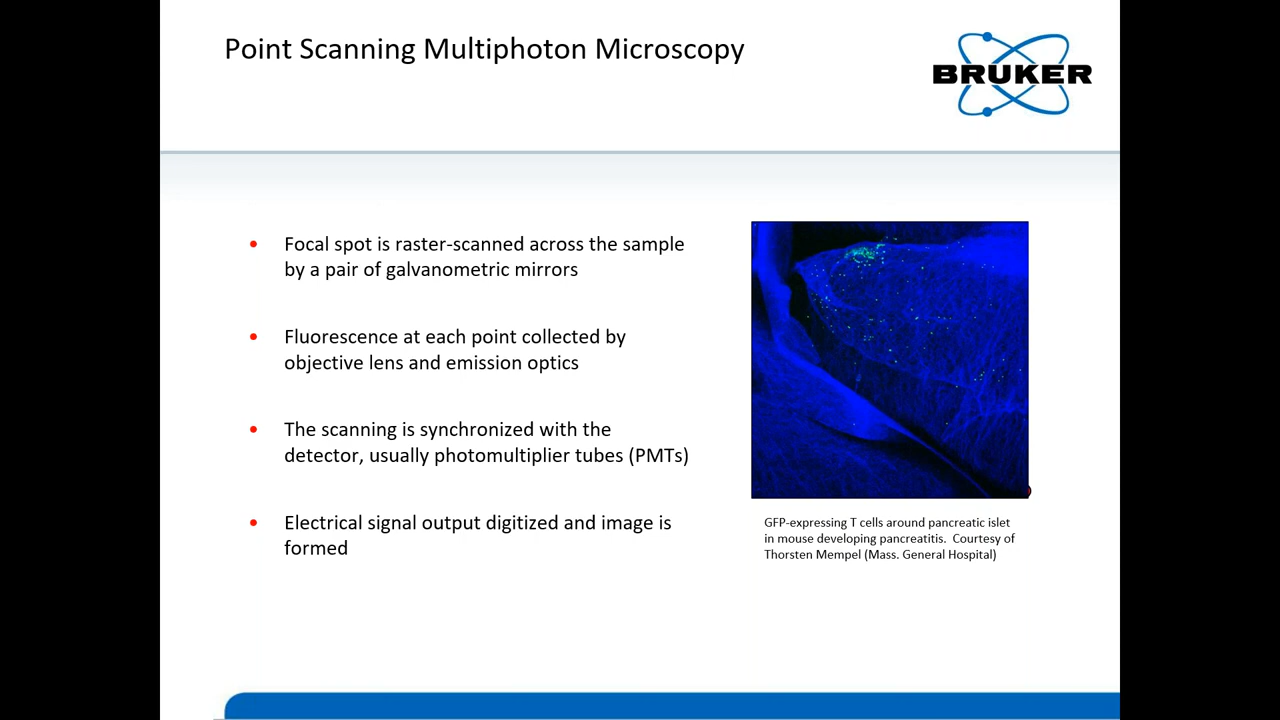 Point Scanning Multiphoton Microscopy
BRUKER
• Focal spot is raster-scanned across the sample
by a pair of galvanometric mirrors
• Fluorescence at each point collected by
objective lens and emission optics
• The scanning is synchronized with the
detector, usually photomultiplier tubes (PMTs)
• Electrical signal output digitized and image is
formed
GFP-expressing T cells around pancreatic islet
in mouse developing pancreatitis.  Courtesy of
Thorsten Mempel (Mass. General Hospital)